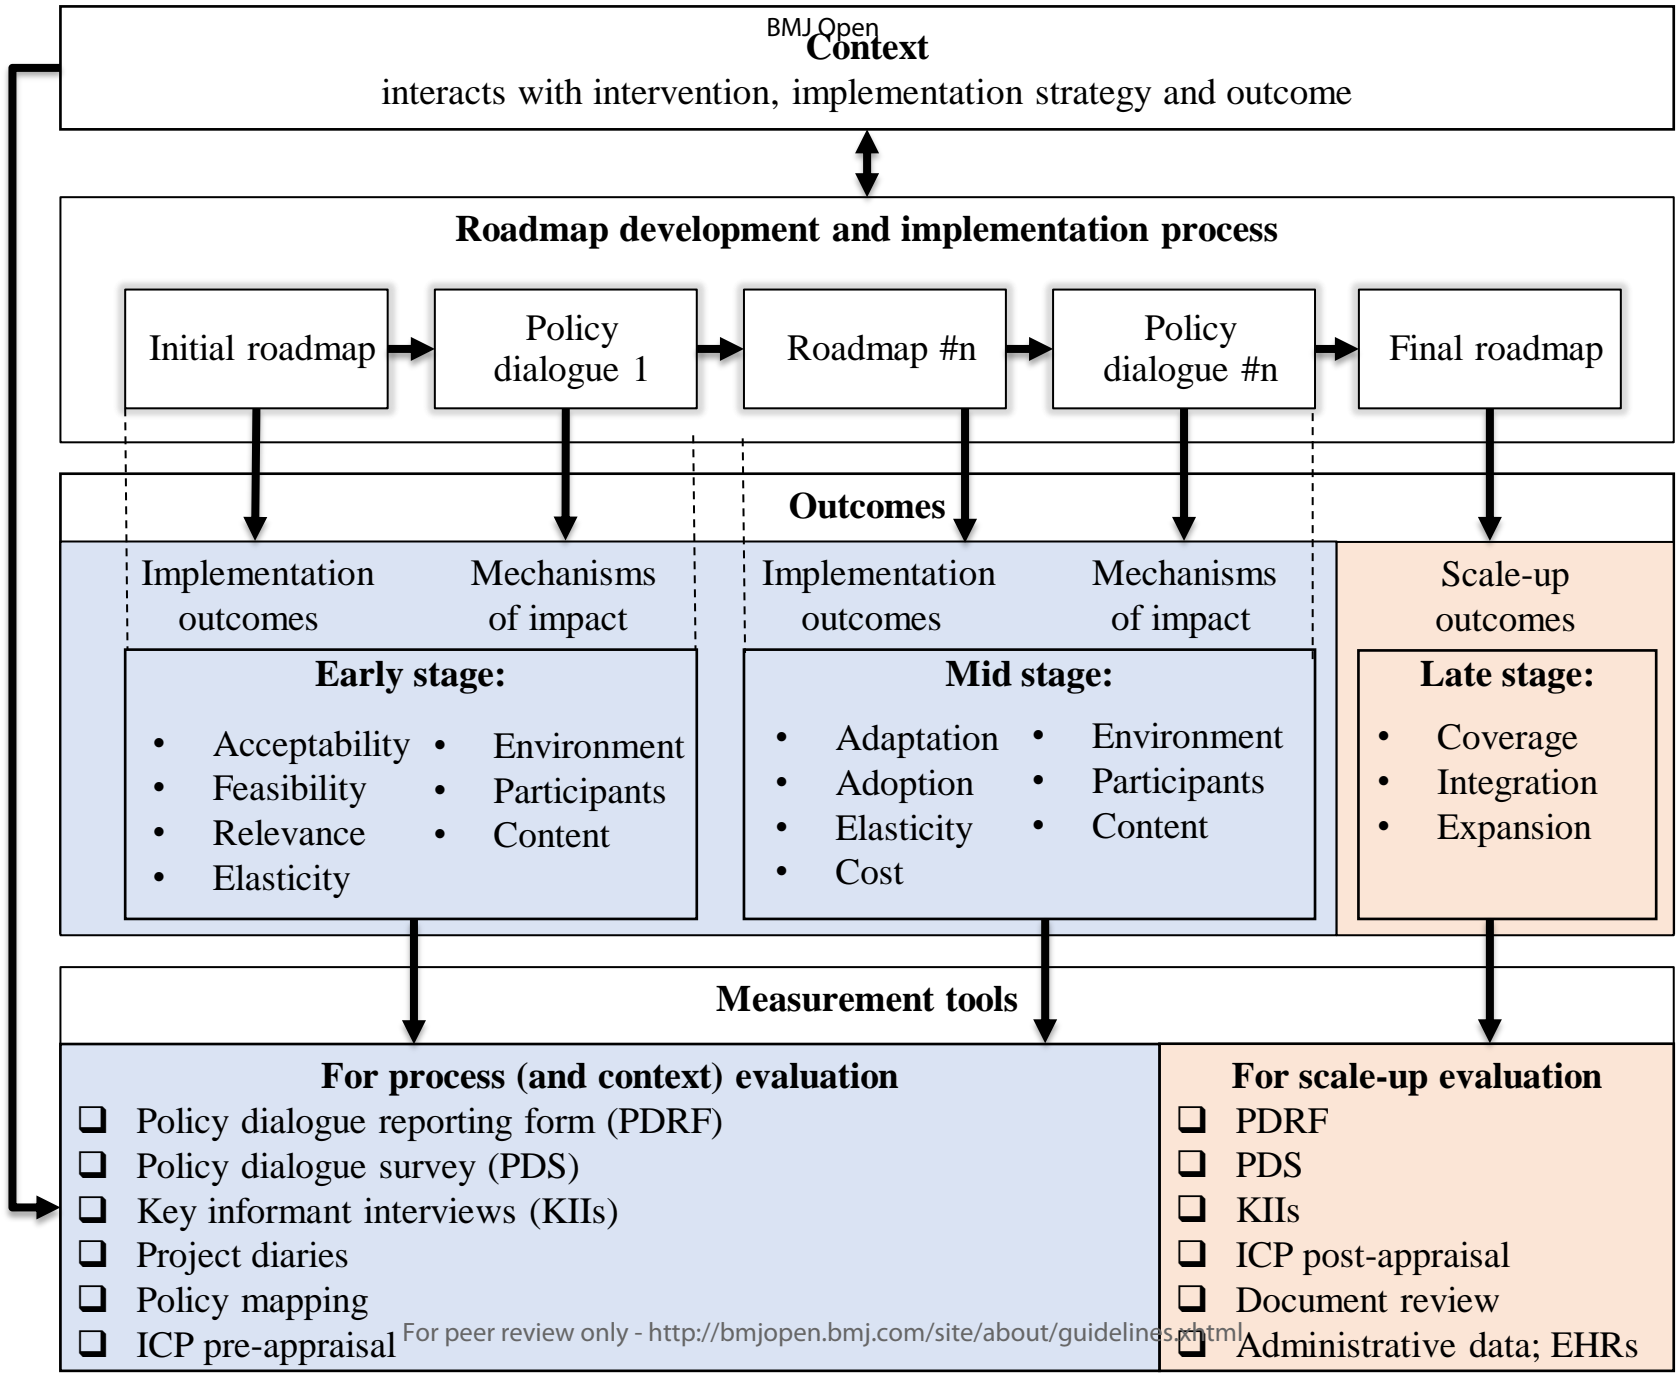 BMJ Open
Context
interacts with intervention, implementation strategy and outcome
Roadmap development and implementation process
Initial roadmap
Policy
dialogue 1
Roadmap #n
Policy
dialogue #n
Final roadmap
Outcomes
Implementation
outcomes
Mechanisms
of impact
Implementation
outcomes
Mechanisms
of impact
Scale-up
outcomes
Early stage:
• Acceptability
• Feasibility
• Relevance
• Elasticity
• Environment
• Participants
• Content
Mid stage:
• Adaptation
• Adoption
• Elasticity
• Cost
• Environment
• Participants
• Content
Late stage:
• Coverage
• Integration
• Expansion
Measurement tools
For process (and context) evaluation
❑ Policy dialogue reporting form (PDRF)
❑ Policy dialogue survey (PDS)
❑ Key informant interviews (KIIs)
❑ Project diaries
❑ Policy mapping
❑ ICP pre-appraisal
For scale-up evaluation
❑ PDRF
❑ PDS
❑ KIIs
❑ ICP post-appraisal
❑ Document review
❑ Administrative data; EHRs
For peer review only - http://bmjopen.bmj.com/site/about/guidelines.xhtml